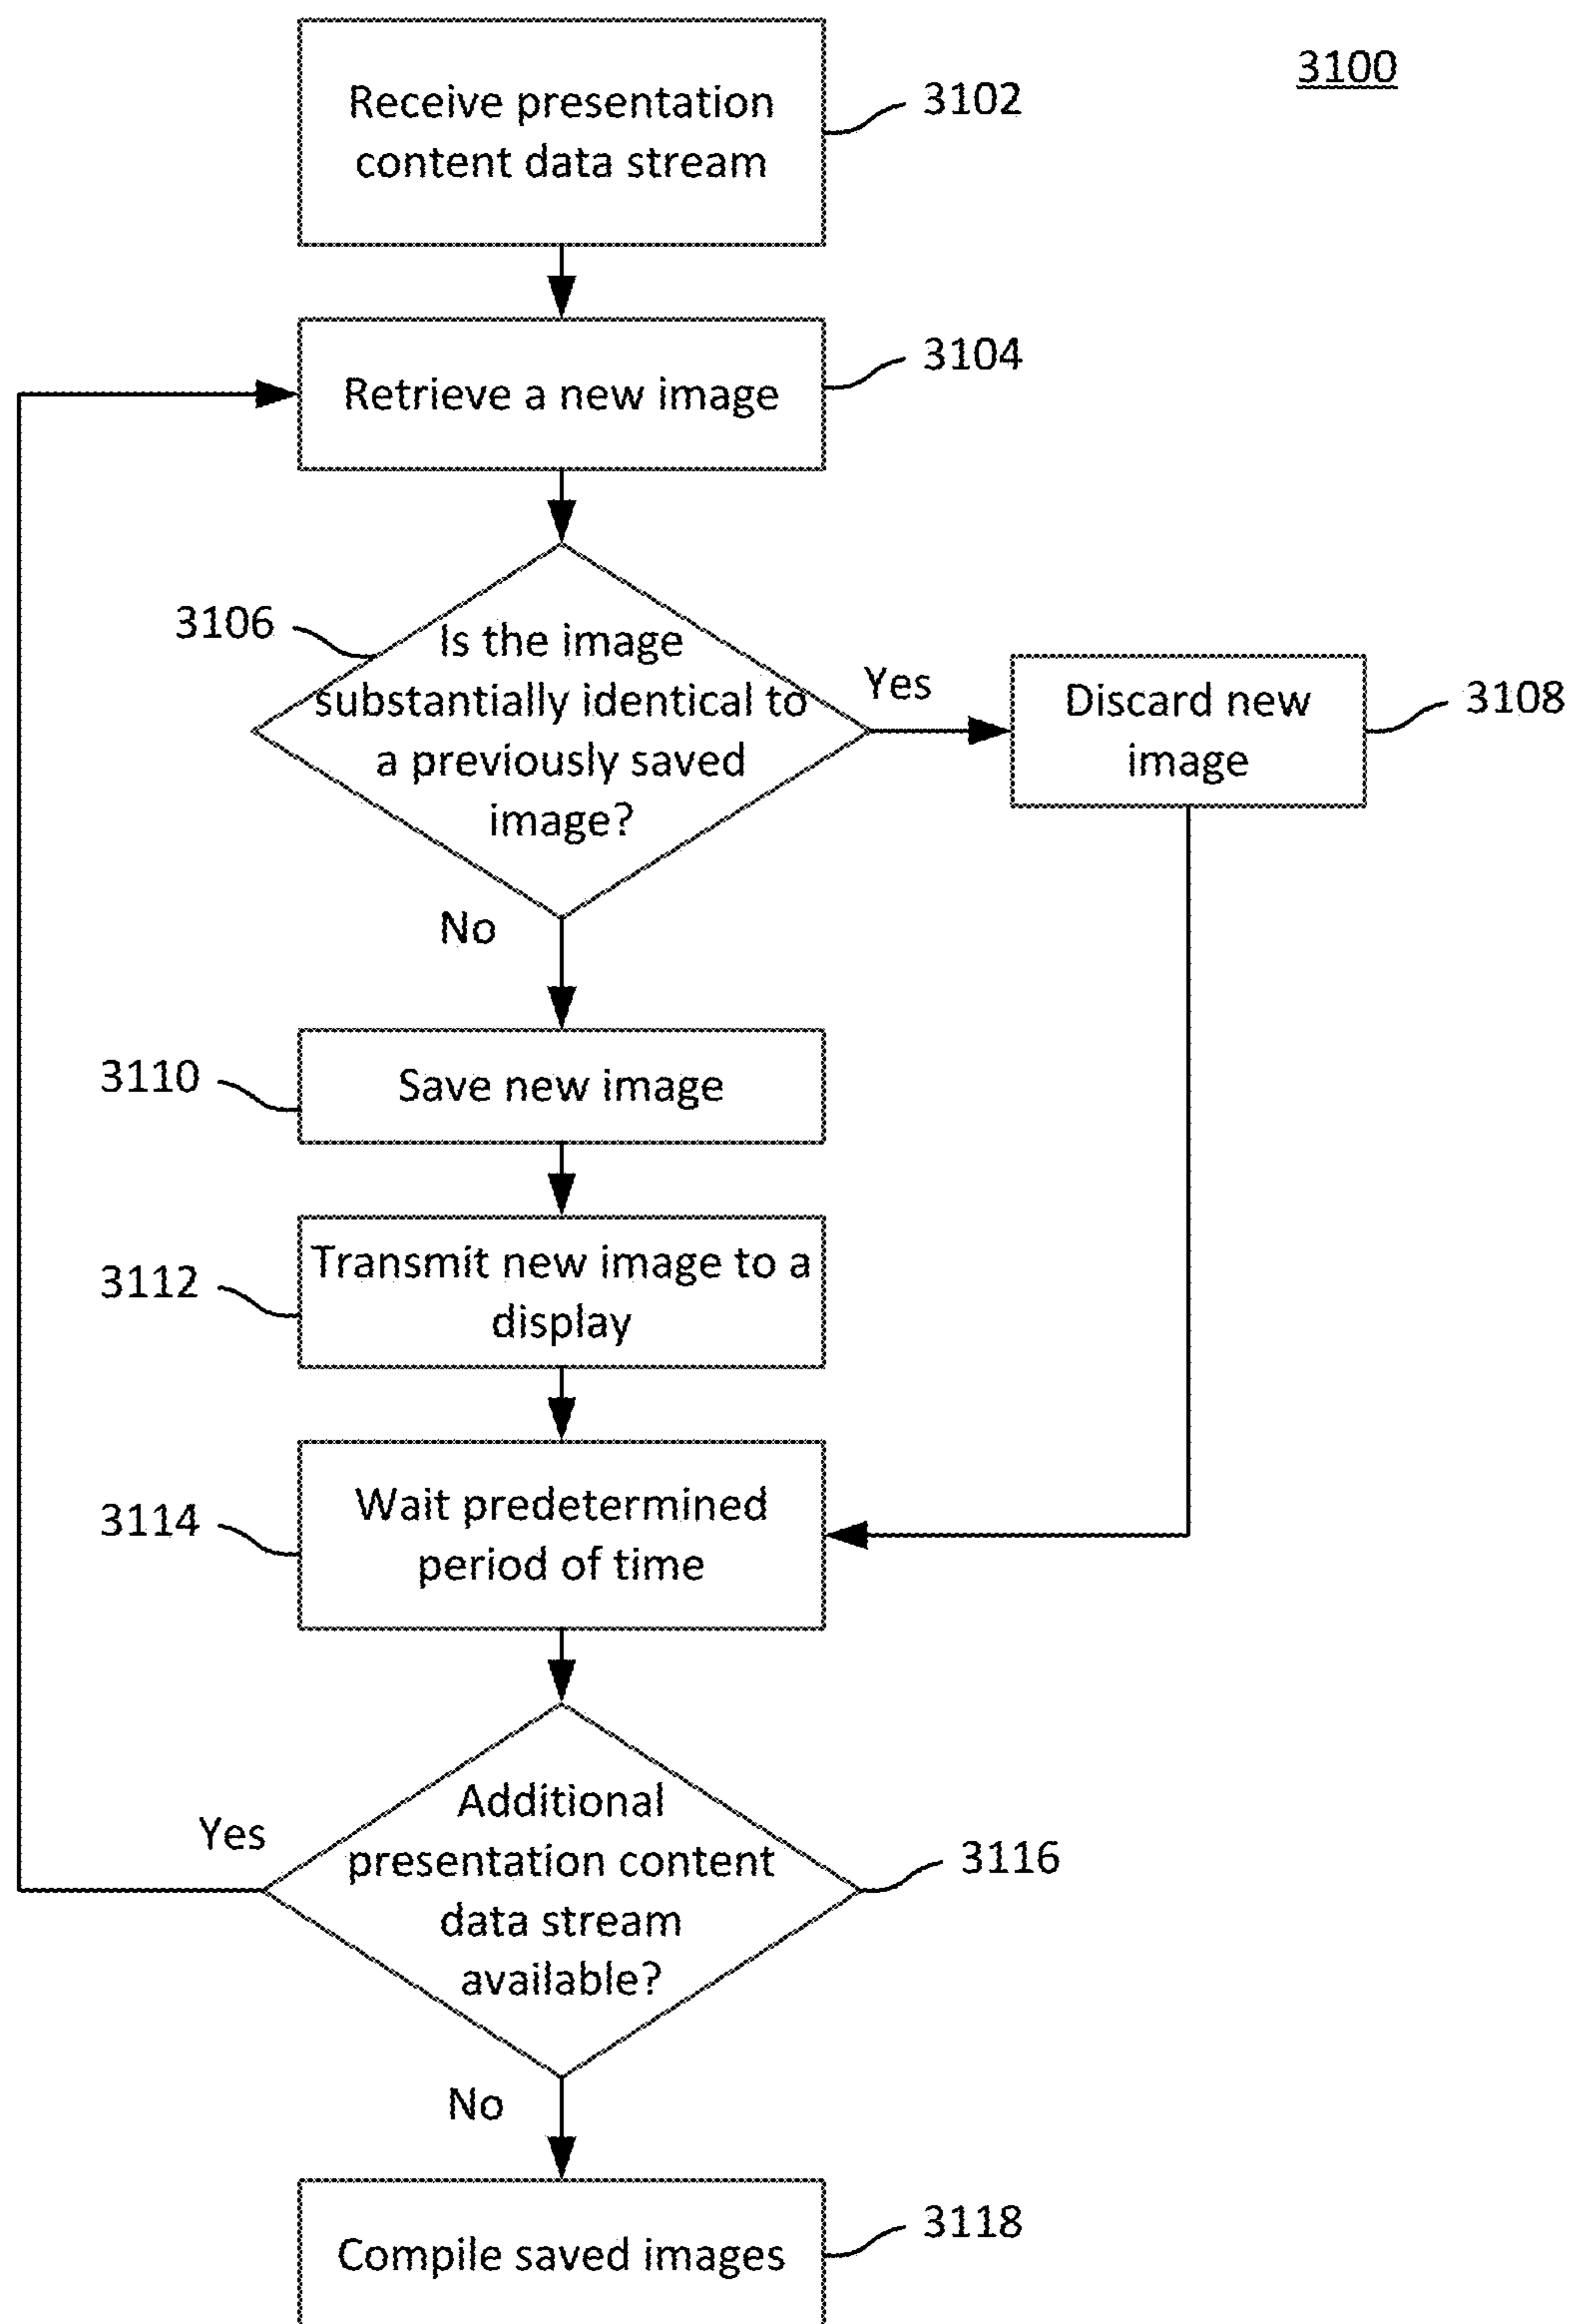 3100
Receive presentation
content data stream
3102
Retrieve a new image
3104
3106
Is the image
substantially identical to
a previously saved
image?
Yes
Discard new
image
3108
No
3110
Save new image
3112
Transmit new image to a
display
3114
Wait predetermined
period of time
Yes
Additional
presentation content
data stream
available?
3116
No
Compile saved images
3118